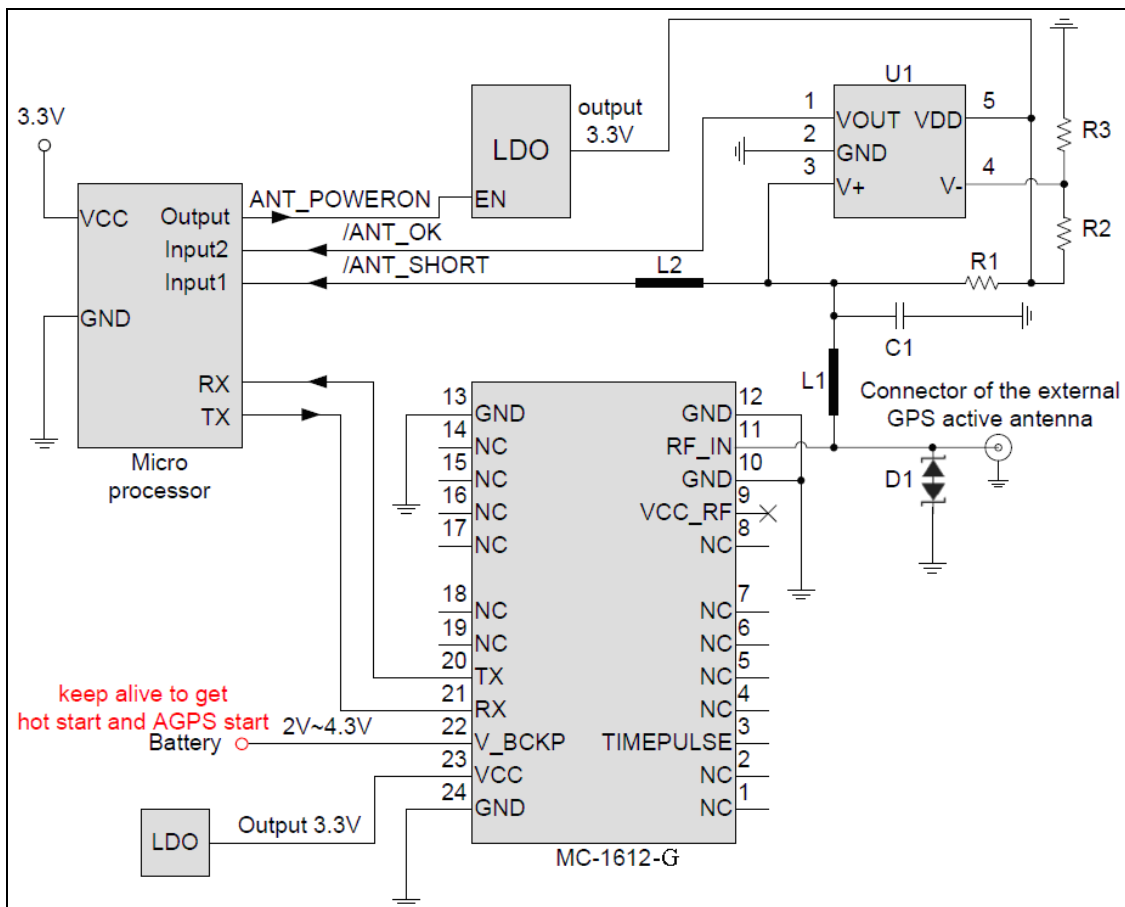 U1
output
3.3V
3.3V
LDO
EN
1
2
3
VOUT
GND
V+
VDD
V-
5
4
R3
R2
VCC
GND
Output
Input2
Input1
RX
TX
Micro
processor
ANT_POWERON
/ANT_OK
/ANT_SHORT
L2
R1
C1
L1
Connector of the external
GPS active antenna
D1
13
GND
14
NC
15
NC
16
NC
17
NC
18
NC
19
NC
20
TX
21
RX
22
V_BCKP
23
VCC
24
GND
12
GND
11
RF_IN
10
GND
9
VCC_RF
8
NC
7
NC
6
NC
5
NC
4
NC
3
TIMEPULSE
2
NC
1
NC
MC-1612-G
keep alive to get
hot start and AGPS start
Battery
2V~4.3V
LDO
Output 3.3V